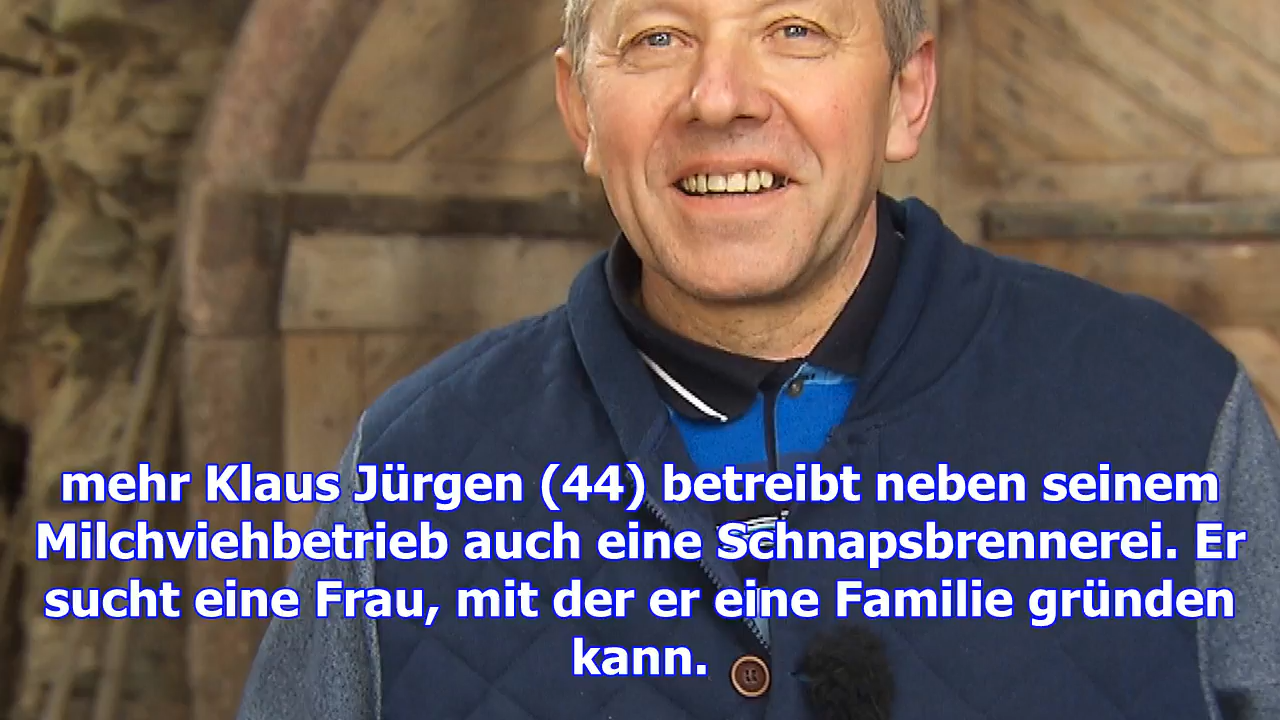 mehr Klaus Jürgen (44) betreibt neben seinem
Milchviehbetrieb auch eine Schnapsbrennerei. Er
sucht eine Frau, mit der er eine Familie gründen
kann.